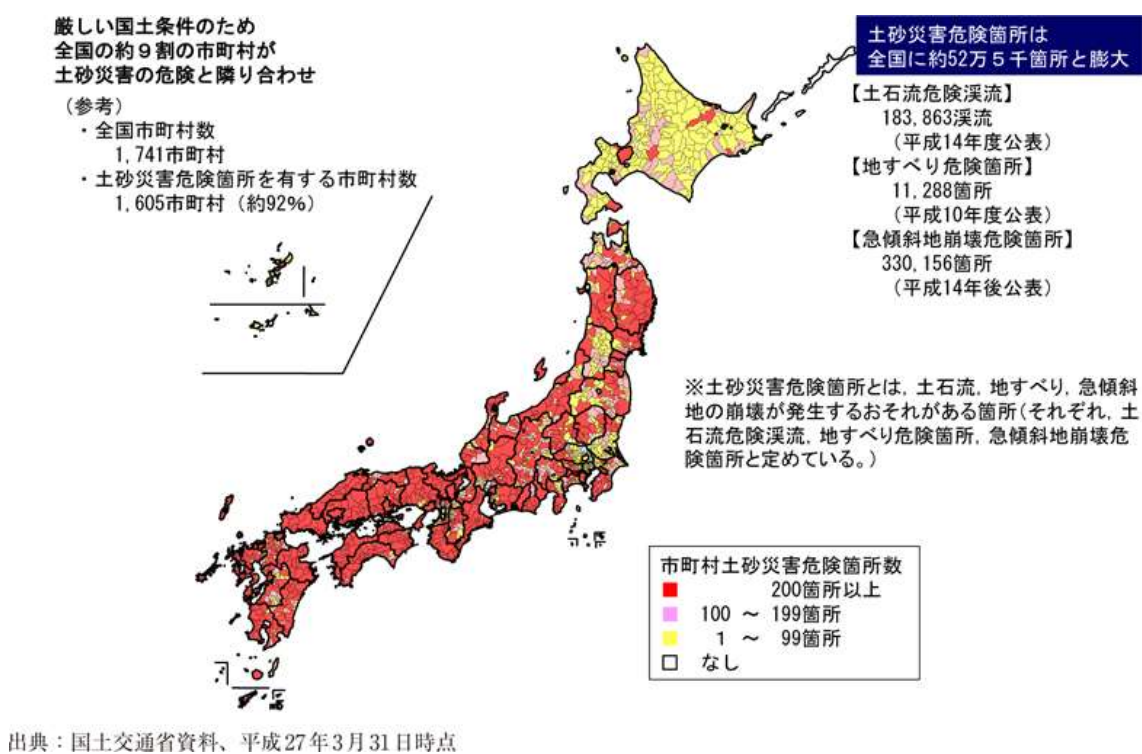 厳しい国土条件のため
全国の約９割の市町村が
土砂災害の危険と隣り合わせ
（参考）
・全国市町村数
1,741市町村
・土砂災害危険箇所を有する市町村数
1,605市町村（約92%）
土砂災害危険箇所は
全国に約52万５千箇所と膨大
【土石流危険渓流】
183,863渓流
（平成14年度公表）
【地すべり危険箇所】
11,288箇所
（平成10年度公表）
【急傾斜地崩壊危険箇所】
330,156箇所
（平成14年後公表）
※土砂災害危険箇所とは，土石流，地すべり，急傾斜
地の崩壊が発生するおそれがある箇所（それぞれ，土
石流危険渓流，地すべり危険箇所，急傾斜地崩壊危
険箇所と定めている。）
市町村土砂災害危険箇所数
200箇所以上
100 ～ 199箇所
1 ～ 99箇所
なし
出典：国土交通省資料、平成27年3月31日時点